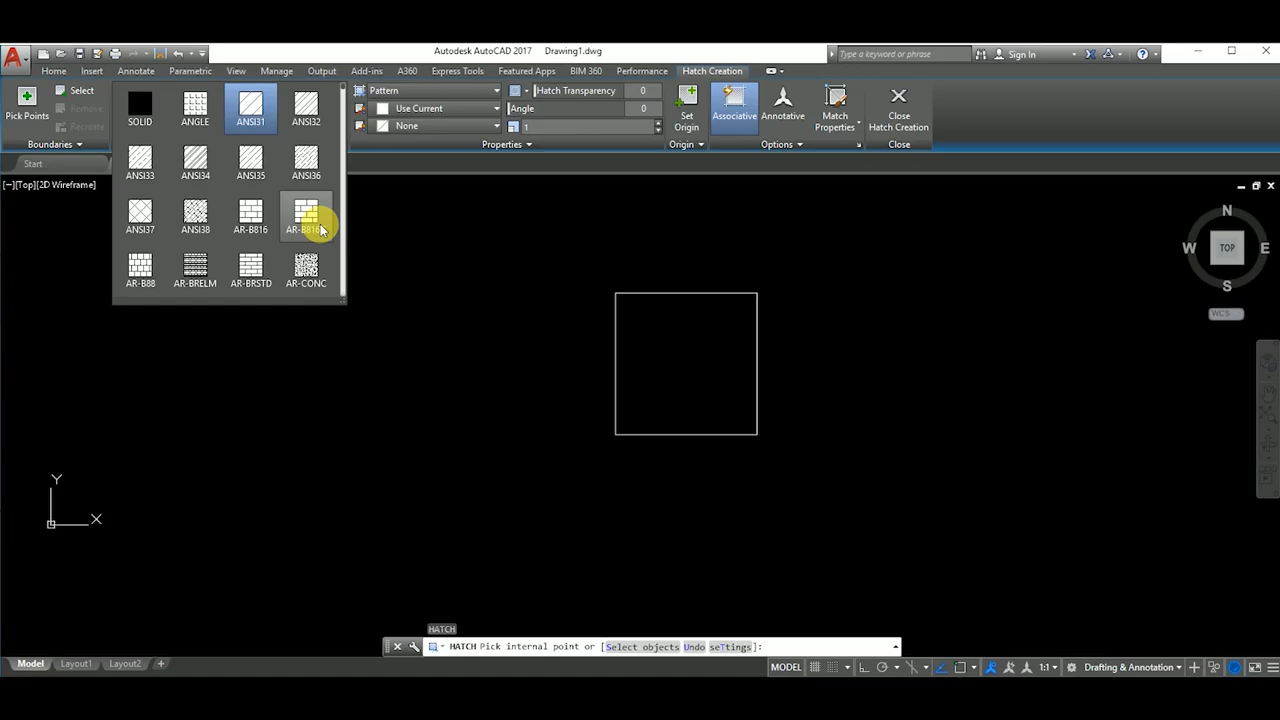 Autodesk AutoCAD 2017 Drawing1.dwg
Type a keyword or phrase
Sign In
Home Insert Annotate Parametric View Manage Output Add-ins A360 Express Tools Featured Apps BIM 360 Performance Hatch Creation
Pick Points
Select
Remove
Recreate
Boundaries
SOLID ANGLE ANSI31 ANSI32
ANSI33 ANSI34 ANSI35 ANSI36
ANSI37 ANSI38 AR-B816
AR-B88 AR-BRELM AR-BRSTD AR-CONC
Pattern
Use Current
None
Hatch Transparency 0
Angle 0
1
Properties
Set Origin
Origin
Associative
Annotative
Match Properties
Options
Close Hatch Creation
Close
Start
[−][Top][2D Wireframe]
N
W TOP E
S
WCS
Y
X
HATCH
HATCH Pick internal point or [Select objects Undo seTtings]:
Model Layout1 Layout2 +
MODEL
1:1
Drafting & Annotation